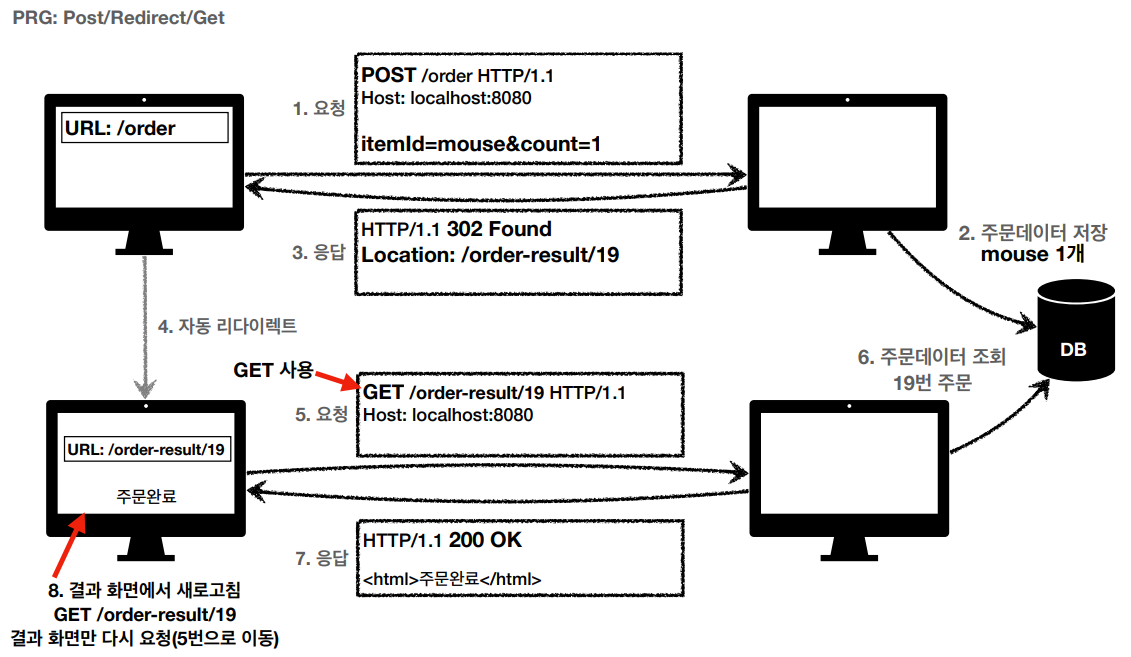 PRG: Post/Redirect/Get
URL: /order
1. 요청
POST /order HTTP/1.1
Host: localhost:8080
itemId=mouse&count=1
3. 응답
HTTP/1.1 302 Found
Location: /order-result/19
2. 주문데이터 저장
mouse 1개
DB
4. 자동 리다이렉트
GET 사용
5. 요청
GET /order-result/19 HTTP/1.1
Host: localhost:8080
6. 주문데이터 조회
19번 주문
URL: /order-result/19
주문완료
7. 응답
HTTP/1.1 200 OK
<html>주문완료</html>
8. 결과 화면에서 새로고침
GET /order-result/19
결과 화면만 다시 요청(5번으로 이동)